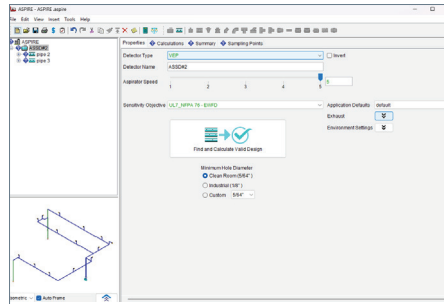 ASPIRE - ASPIRE.aspire
File Edit View Insert Tools Help
ASPIRE
ASSD#2
pipe 2
pipe 3
Properties Calculations Summary Sampling Points
Detector Type VEP Invert
Detector Name ASSD#2
Aspirator Speed 5
1 2 3 4 5
Sensitivity Objective ULT_NFPA 76 - EWFD Application Defaults default
Exhaust
Environment Settings
Find and Calculate Valid Design
Minimum Hole Diameter
Clean Room (5/64")
Industrial (1/8")
Custom 5/64"
Auto Frame